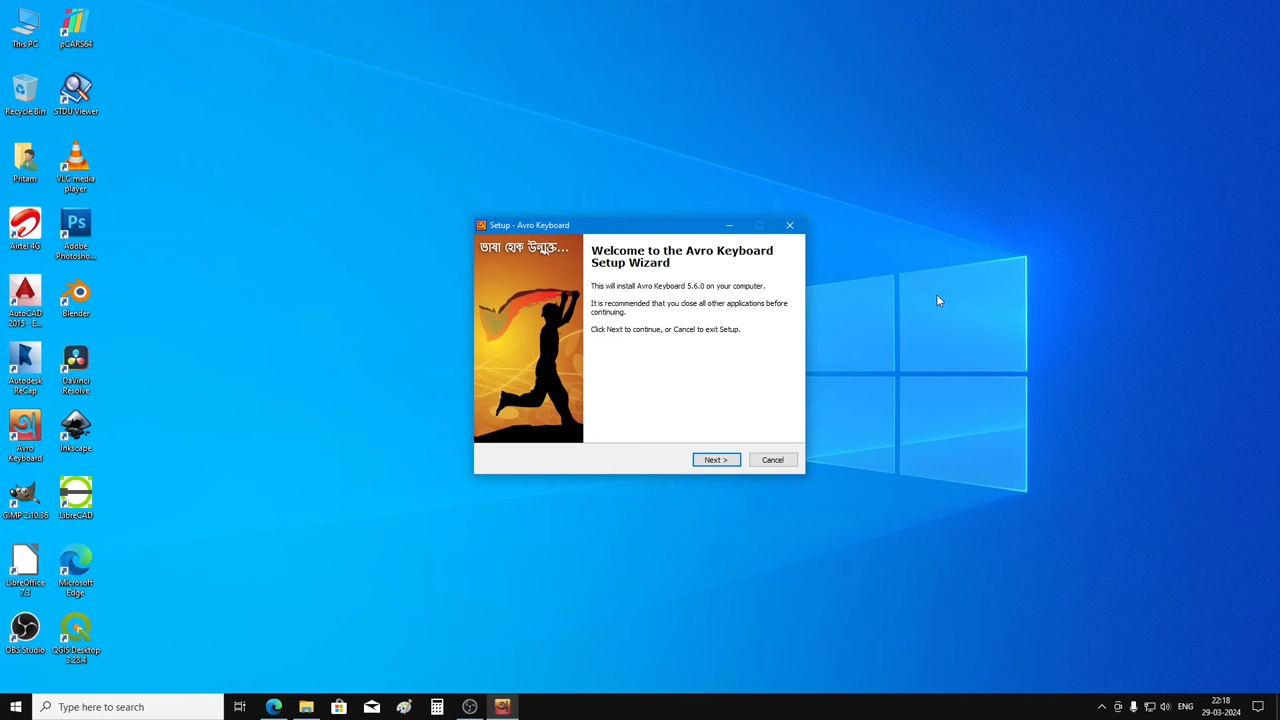 This PC
pCARS64
Recycle Bin
STDU Viewer
Pritam
VLC media
player
Airtel 4G
Adobe
Photosho...
AutoCAD
2015 - E...
Blender
Autodesk
ReCap
DaVinci
Resolve
Avro
Keyboard
Inkscape
GIMP 2.10.36
LibreCAD
LibreOffice
7.3
Microsoft
Edge
OBS Studio
QGIS Desktop
3.28.4
Setup - Avro Keyboard
ভাষা হোক উন্মুক্ত...
Welcome to the Avro Keyboard
Setup Wizard
This will install Avro Keyboard 5.6.0 on your computer.
It is recommended that you close all other applications before
continuing.
Click Next to continue, or Cancel to exit Setup.
Next >
Cancel
Type here to search
ENG
22:18
29-03-2024